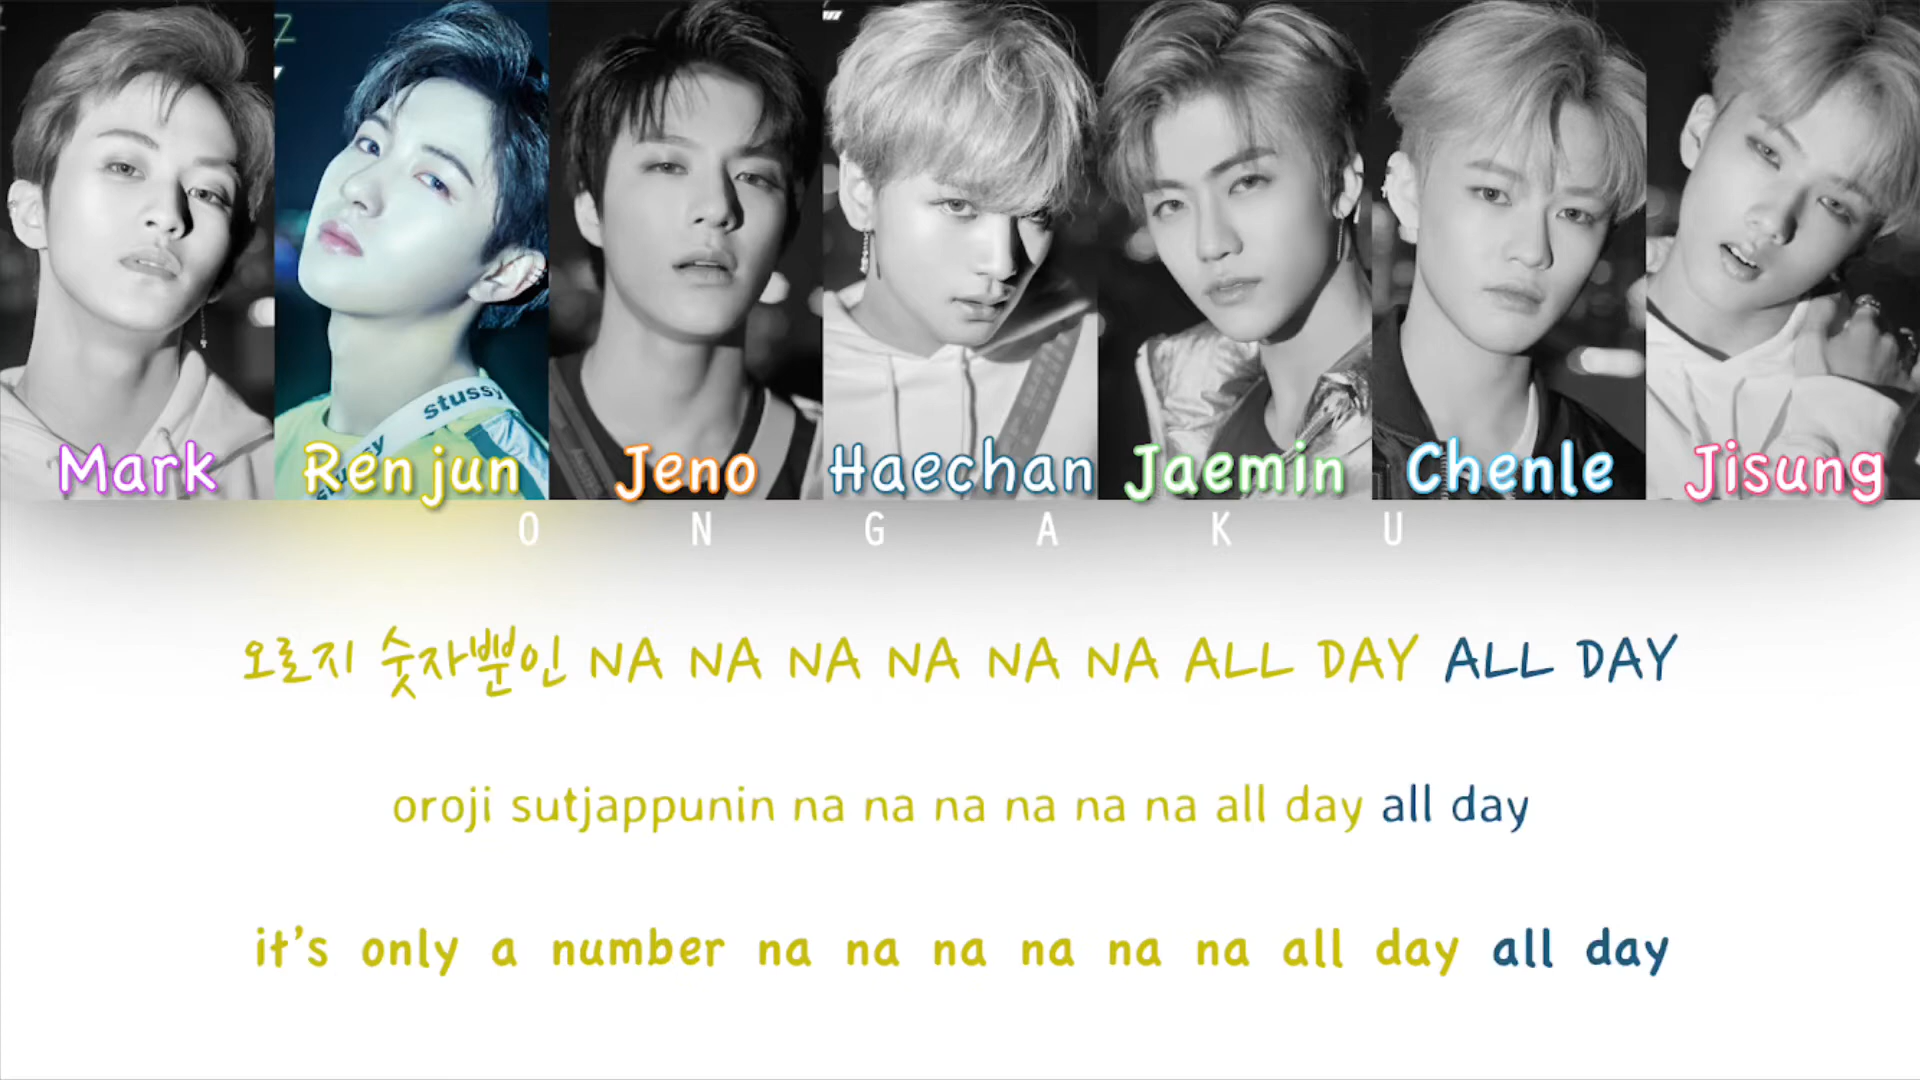 stussy
stussy
Mark Renjun Jeno Haechan Jaemin Chenle Jisung
O N G A K U
오로지 숫자뿐인 NA NA NA NA NA NA ALL DAY ALL DAY
oroji sutjappunin na na na na na na all day all day
it's only a number na na na na na na all day all day